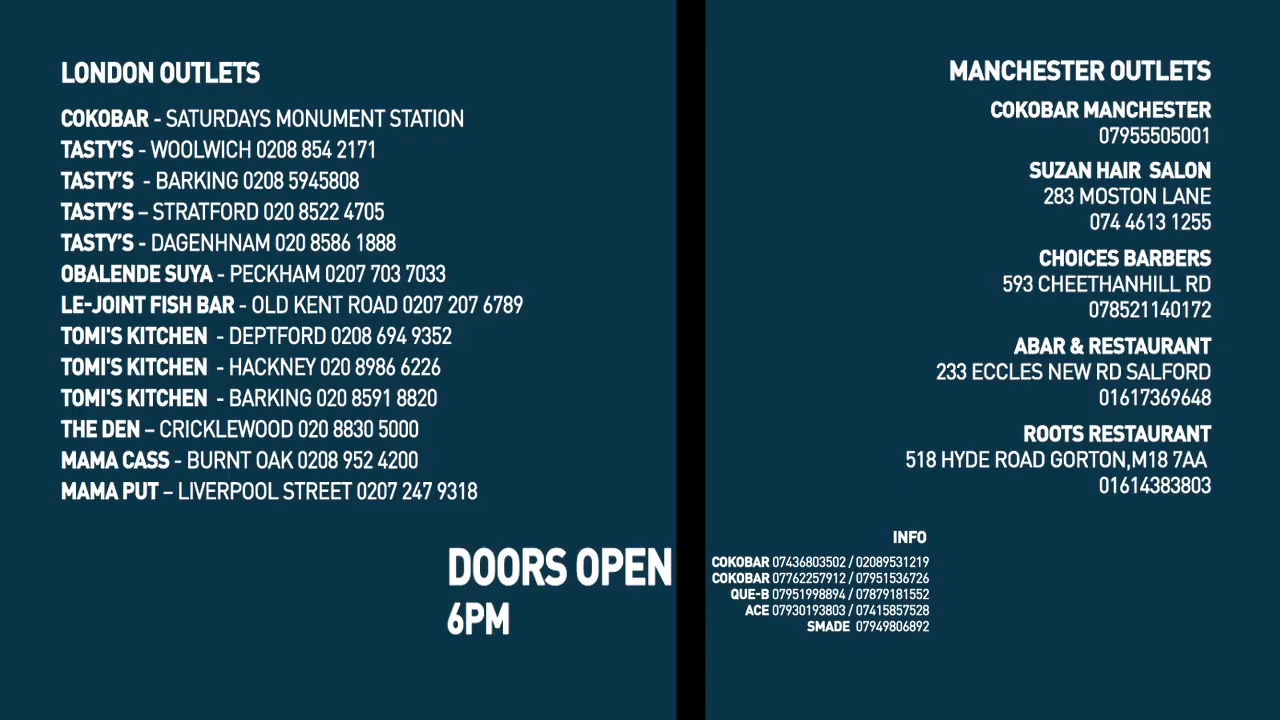 LONDON OUTLETS
COKOBAR - SATURDAYS MONUMENT STATION
TASTY'S - WOOLWICH 0208 854 2171
TASTY’S - BARKING 0208 5945808
TASTY’S – STRATFORD 020 8522 4705
TASTY’S - DAGENHNAM 020 8586 1888
OBALENDE SUYA - PECKHAM 0207 703 7033
LE-JOINT FISH BAR - OLD KENT ROAD 0207 207 6789
TOMI'S KITCHEN - DEPTFORD 0208 694 9352
TOMI'S KITCHEN - HACKNEY 020 8986 6226
TOMI'S KITCHEN - BARKING 020 8591 8820
THE DEN – CRICKLEWOOD 020 8830 5000
MAMA CASS - BURNT OAK 0208 952 4200
MAMA PUT – LIVERPOOL STREET 0207 247 9318
DOORS OPEN
6PM
MANCHESTER OUTLETS
COKOBAR MANCHESTER
07955505001
SUZAN HAIR SALON
283 MOSTON LANE
074 4613 1255
CHOICES BARBERS
593 CHEETHANHILL RD
078521140172
ABAR & RESTAURANT
233 ECCLES NEW RD SALFORD
01617369648
ROOTS RESTAURANT
518 HYDE ROAD GORTON,M18 7AA
01614383803
INFO
COKOBAR 07436803502 / 02089531219
COKOBAR 07762257912 / 07951536726
QUE-B 07951998894 / 07879181552
ACE 07930193803 / 07415857528
SMADE 07949806892